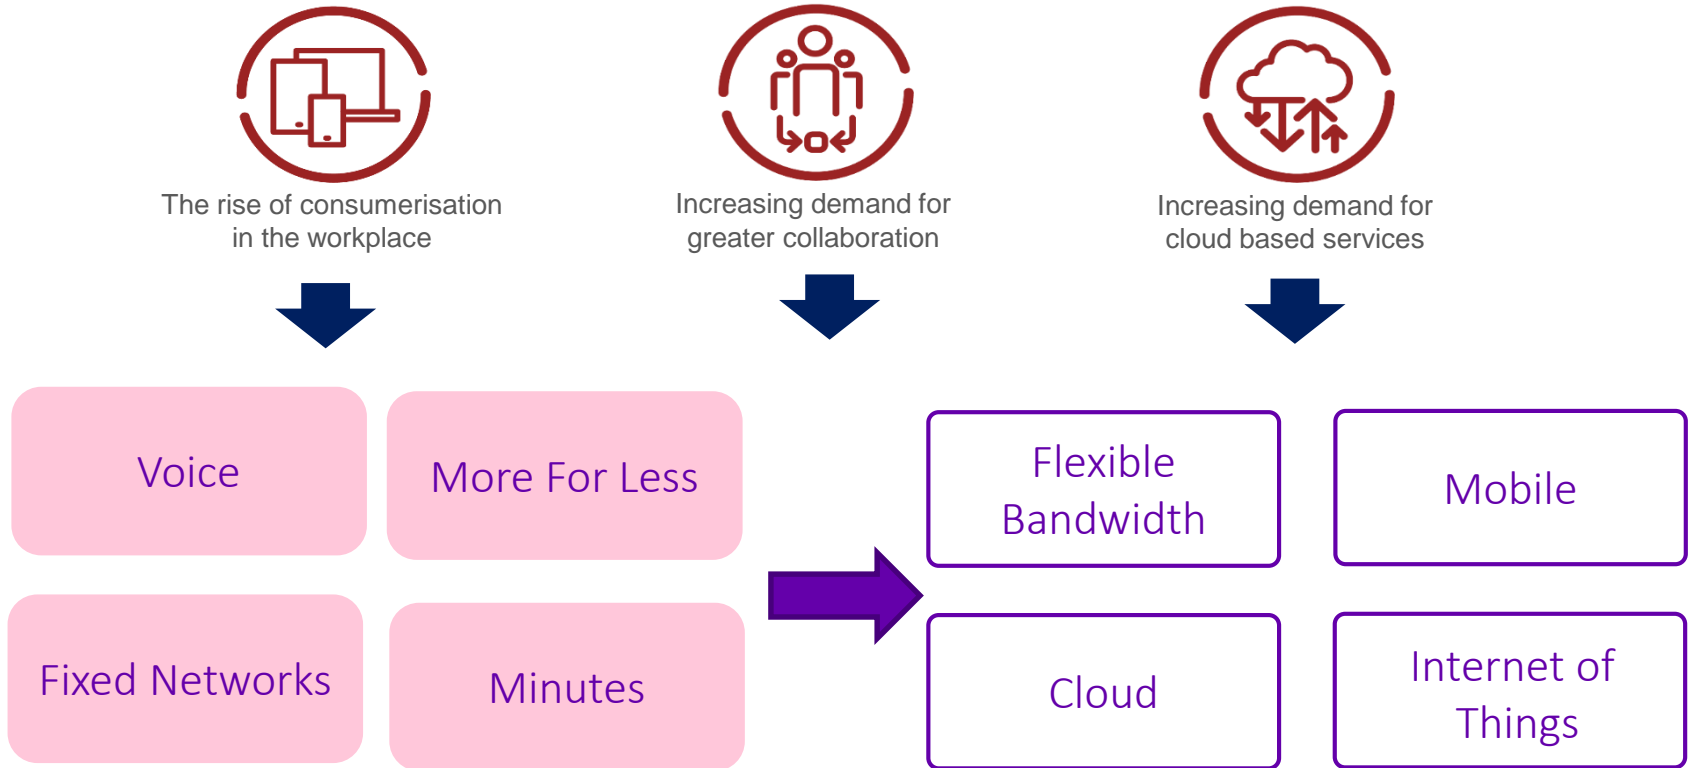 The rise of consumerisation
in the workplace
Increasing demand for
greater collaboration
Increasing demand for
cloud based services
Voice
More For Less
Flexible
Bandwidth
Mobile
Fixed Networks
Minutes
Cloud
Internet of
Things